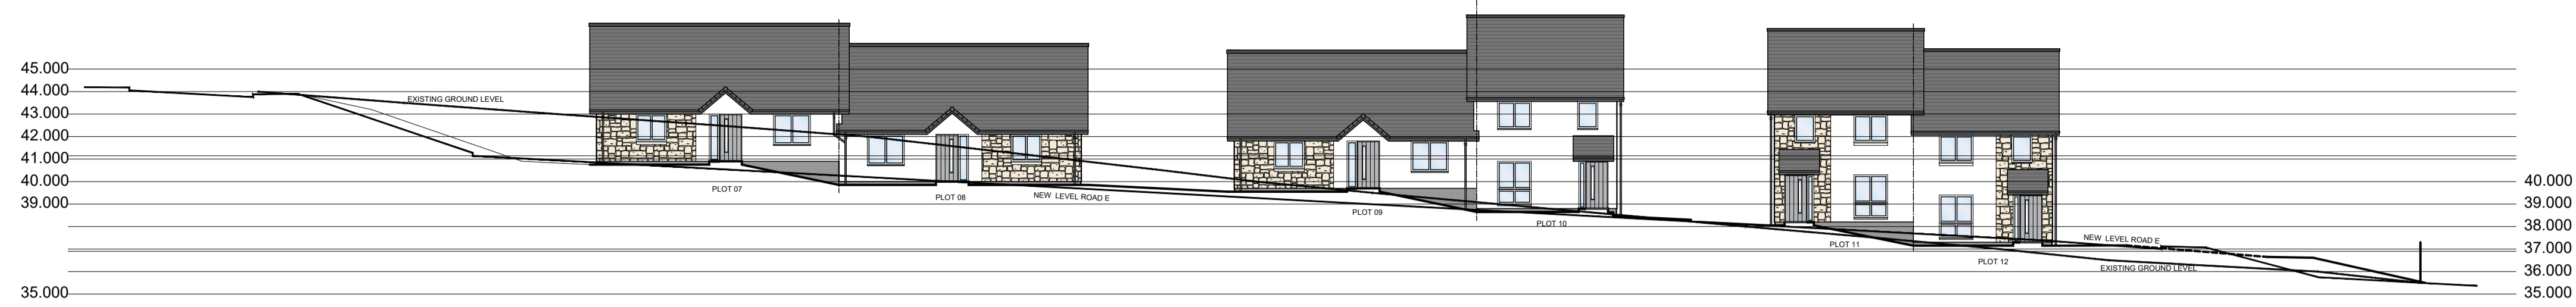 45.000
44.000
43.000
42.000
41.000
40.000
39.000
35.000
EXISTING GROUND LEVEL
PLOT 07
PLOT 08
NEW LEVEL ROAD E
PLOT 09
PLOT 10
PLOT 11
PLOT 12
NEW LEVEL ROAD E
EXISTING GROUND LEVEL
40.000
39.000
38.000
37.000
36.000
35.000